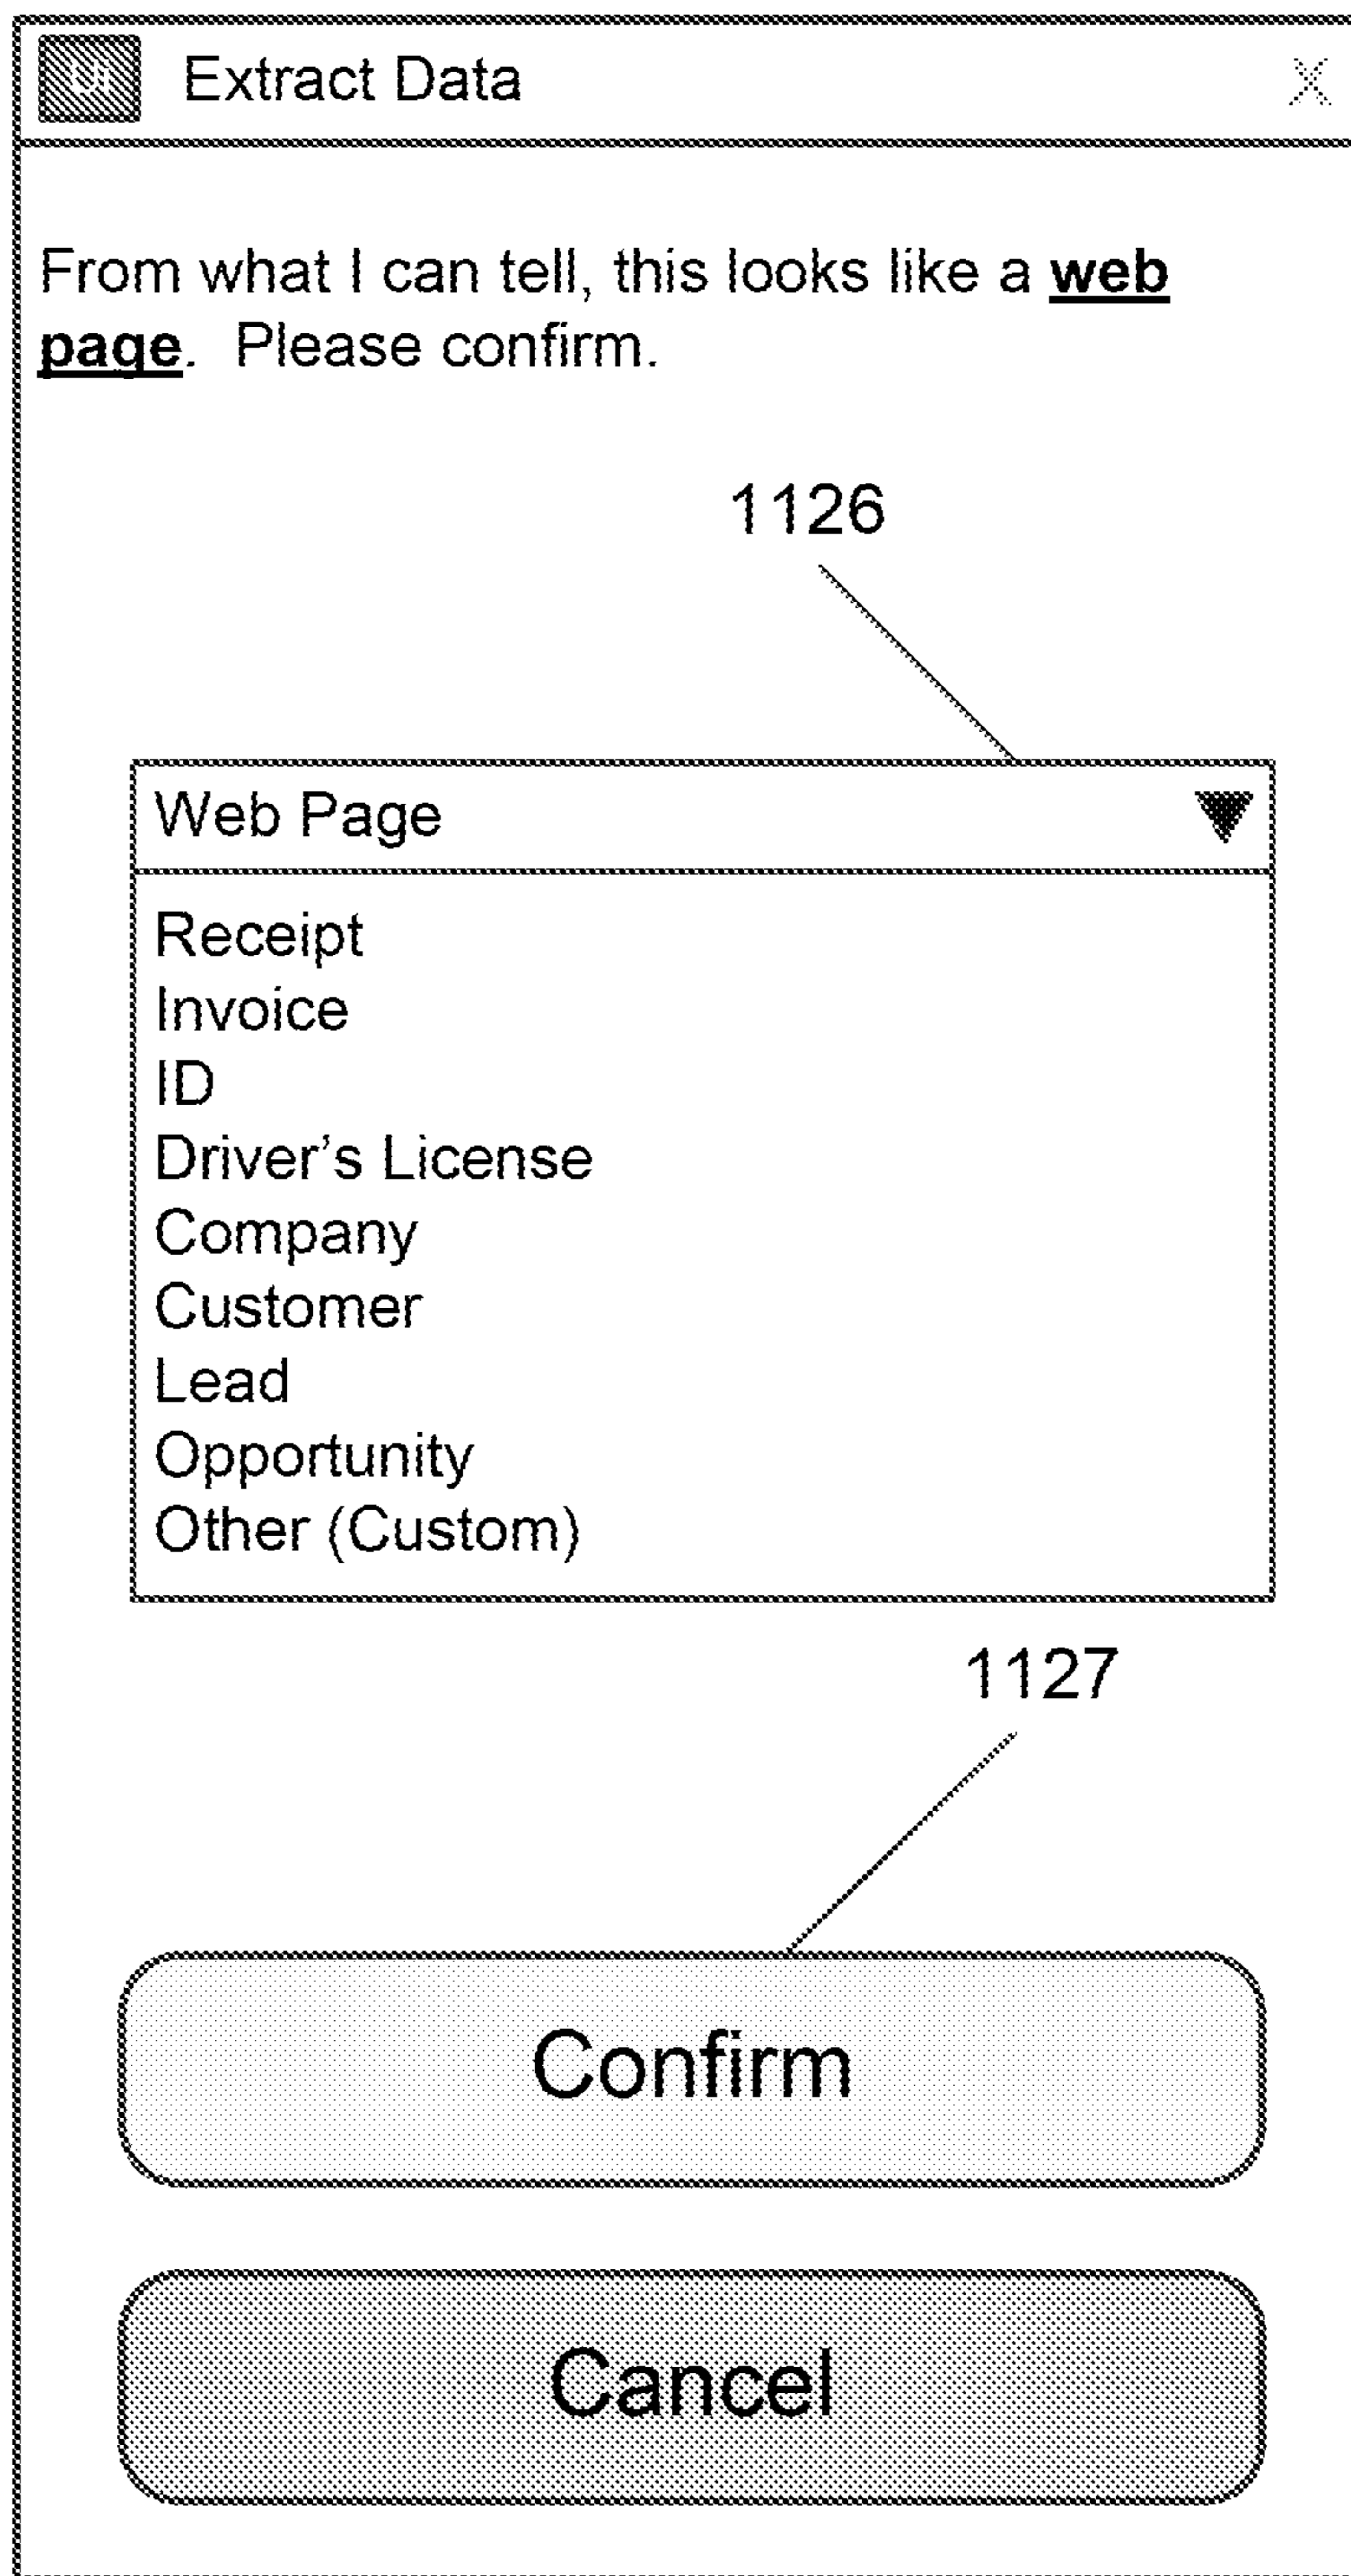 Ui Extract Data X
From what I can tell, this looks like a web
page. Please confirm.
1126
Web Page
Receipt
Invoice
ID
Driver's License
Company
Customer
Lead
Opportunity
Other (Custom)
1127
Confirm
Cancel